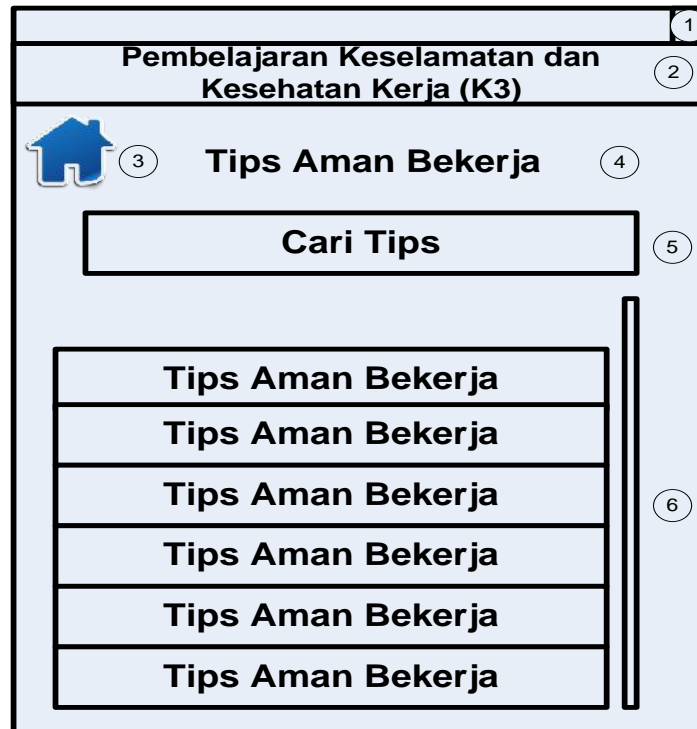 1
Pembelajaran Keselamatan dan
Kesehatan Kerja (K3)
2
3
Tips Aman Bekerja
4
Cari Tips
5
Tips Aman Bekerja
Tips Aman Bekerja
Tips Aman Bekerja
6
Tips Aman Bekerja
Tips Aman Bekerja
Tips Aman Bekerja